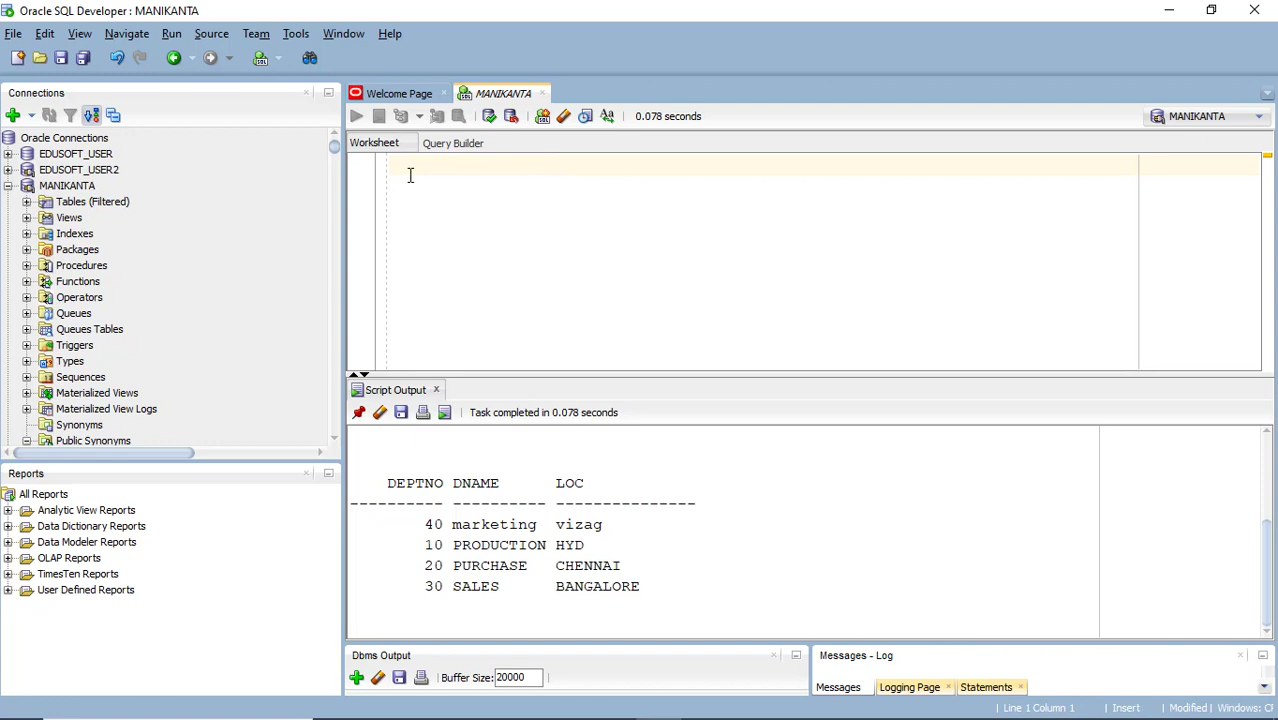 Oracle SQL Developer : MANIKANTA
File Edit View Navigate Run Source Team Tools Window Help
Connections
Oracle Connections
EDUSOFT_USER
EDUSOFT_USER2
MANIKANTA
Tables (Filtered)
Views
Indexes
Packages
Procedures
Functions
Operators
Queues
Queues Tables
Triggers
Types
Sequences
Materialized Views
Materialized View Logs
Synonyms
Public Synonyms
Reports
All Reports
Analytic View Reports
Data Dictionary Reports
Data Modeler Reports
OLAP Reports
TimesTen Reports
User Defined Reports
Welcome Page MANIKANTA
0.078 seconds MANIKANTA
Worksheet Query Builder
Script Output
Task completed in 0.078 seconds
DEPTNO DNAME LOC
---------- ---------- ---------------
40 marketing vizag
10 PRODUCTION HYD
20 PURCHASE CHENNAI
30 SALES BANGALORE
Dbms Output
Buffer Size: 20000
Messages - Log
Messages Logging Page Statements
Line 1 Column 1 Insert Modified Windows: